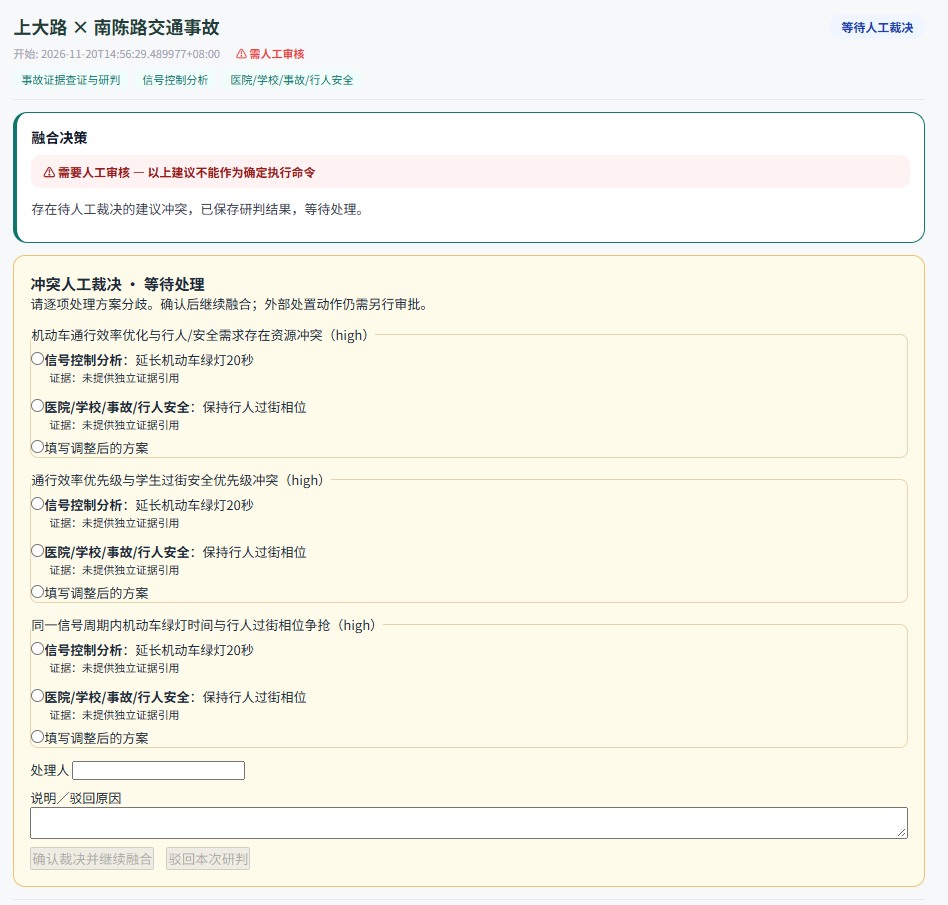 上大路 × 南陈路交通事故
等待人工裁决
开始: 2026-11-20T14:56:29.489977+08:00 ⚠ 需人工审核
事故证据查证与研判 信号控制分析 医院/学校/事故/行人安全
融合决策
⚠ 需要人工审核 — 以上建议不能作为确定执行命令
存在待人工裁决的建议冲突，已保存研判结果，等待处理。
冲突人工裁决 · 等待处理
请逐项处理方案分歧。确认后继续融合；外部处置动作仍需另行审批。
机动车通行效率优化与行人/安全需求存在资源冲突（high）
信号控制分析：延长机动车绿灯20秒
证据：未提供独立证据引用
医院/学校/事故/行人安全：保持行人过街相位
证据：未提供独立证据引用
填写调整后的方案
通行效率优先级与学生过街安全优先级冲突（high）
信号控制分析：延长机动车绿灯20秒
证据：未提供独立证据引用
医院/学校/事故/行人安全：保持行人过街相位
证据：未提供独立证据引用
填写调整后的方案
同一信号周期内机动车绿灯时间与行人过街相位争抢（high）
信号控制分析：延长机动车绿灯20秒
证据：未提供独立证据引用
医院/学校/事故/行人安全：保持行人过街相位
证据：未提供独立证据引用
填写调整后的方案
处理人
说明／驳回原因
确认裁决并继续融合 驳回本次研判